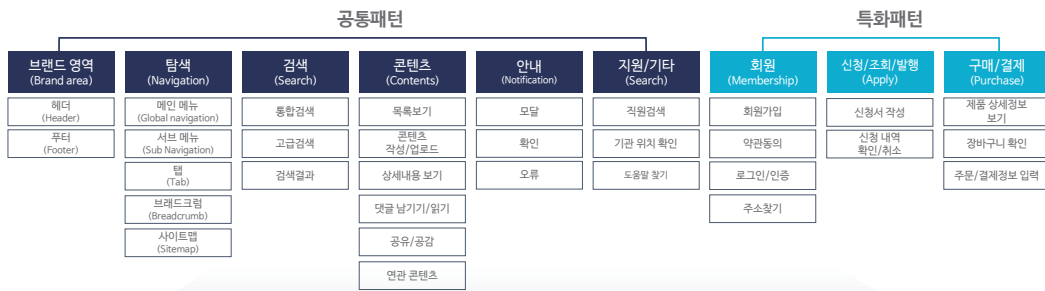 공통패턴
특화패턴
브랜드 영역
(Brand area)
헤더
(Header)
푸터
(Footer)
탐색
(Navigation)
메인 메뉴
(Global navigation)
서브 메뉴
(Sub Navigation)
탭
(Tab)
브래드크럼
(Breadcrumb)
사이트맵
(Sitemap)
검색
(Search)
통합검색
고급검색
검색결과
콘텐츠
(Contents)
목록보기
콘텐츠
작성/업로드
상세내용 보기
댓글 남기기/읽기
공유/공감
연관 콘텐츠
안내
(Notification)
모달
확인
오류
지원/기타
(Search)
직원검색
기관 위치 확인
도움말 찾기
회원
(Membership)
회원가입
약관동의
로그인/인증
주소찾기
신청/조회/발행
(Apply)
신청서 작성
신청 내역
확인/취소
구매/결제
(Purchase)
제품 상세정보
보기
장바구니 확인
주문/결제정보 입력